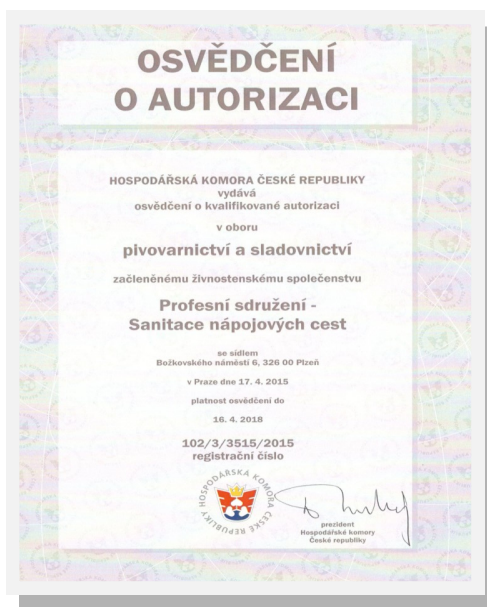 OSVĚDČENÍ
O AUTORIZACI
HOSPODÁŘSKÁ KOMORA ČESKÉ REPUBLIKY
vydává
osvědčení o kvalifikované autorizaci
v oboru
pivovarnictví a sladovnictví
začleněnému živnostenskému společenstvu
Profesní sdružení -
Sanitace nápojových cest
se sídlem
Božkovského náměstí 6, 326 00 Plzeň
v Praze dne 17. 4. 2015
platnost osvědčení do
16. 4. 2018
102/3/3515/2015
registrační číslo
HOSPODÁŘSKÁ KOMORA ČESKÉ REPUBLIKY
prezident
Hospodářské komory
České republiky